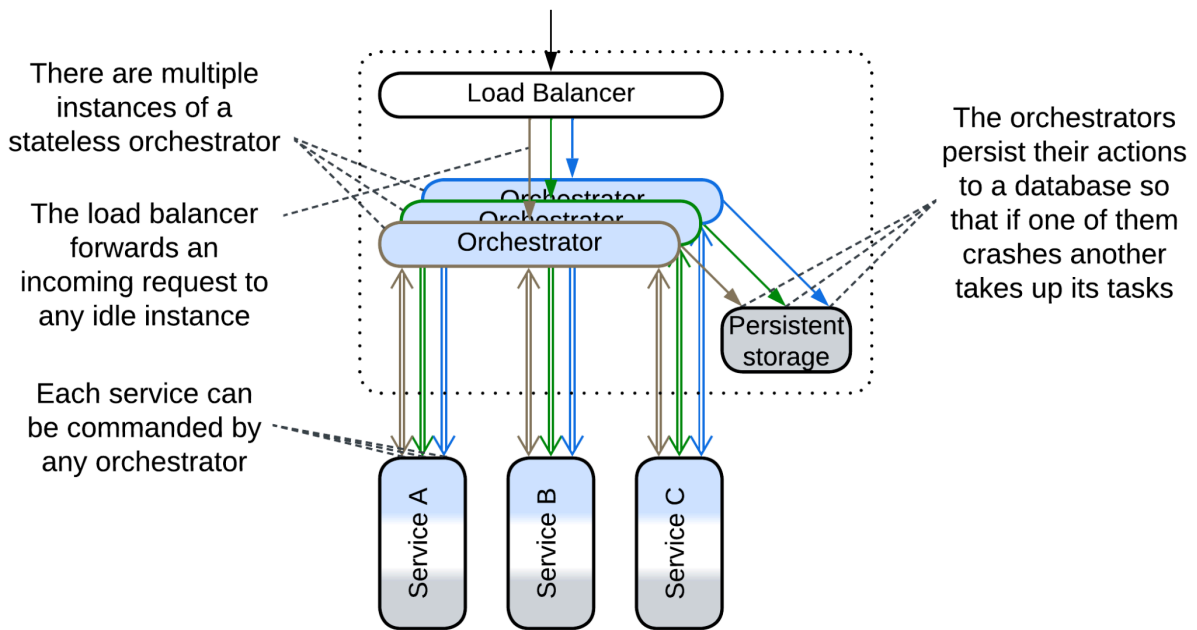 There are multiple
instances of a
stateless orchestrator
The load balancer
forwards an
incoming request to
any idle instance
Each service can
be commanded by
any orchestrator
Load Balancer
Orchestrator
Orchestrator
Orchestrator
Persistent
storage
Service A
Service B
Service C
The orchestrators
persist their actions
to a database so
that if one of them
crashes another
takes up its tasks